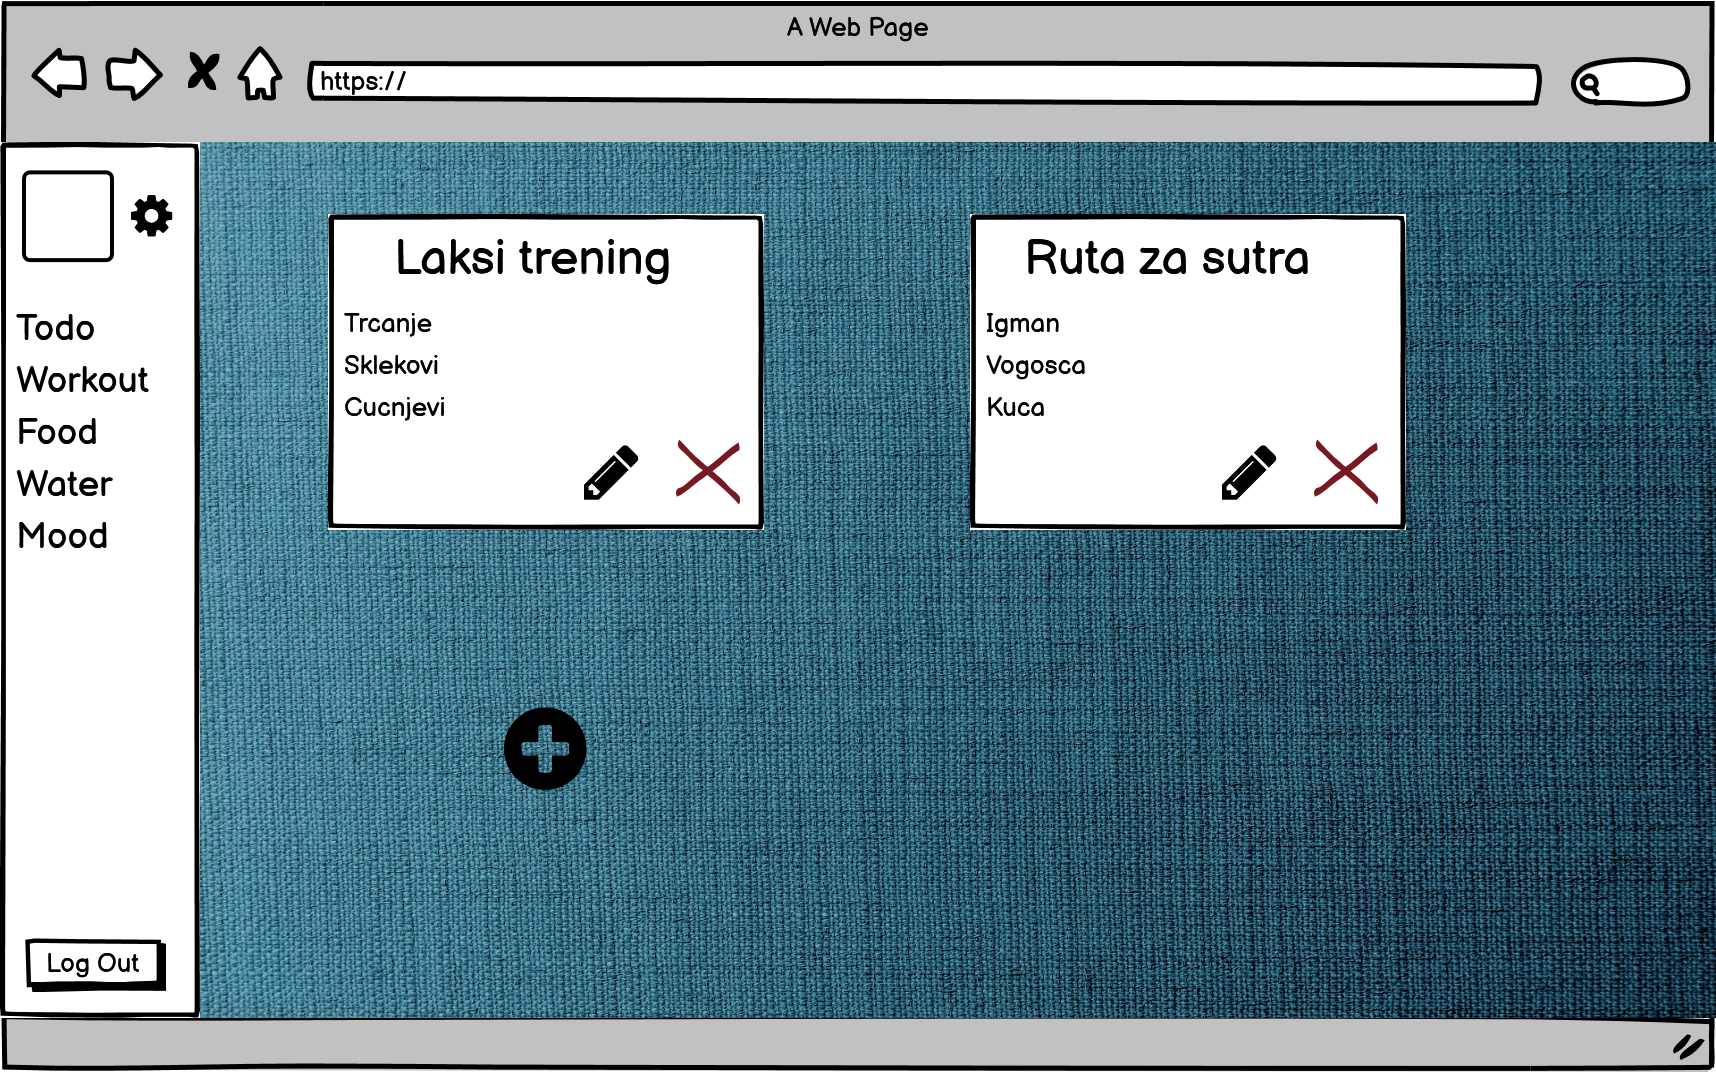 A Web Page
https://
Todo
Workout
Food
Water
Mood
Log Out
Laksi trening
Trcanje
Sklekovi
Cucnjevi
Ruta za sutra
Igman
Vogosca
Kuca